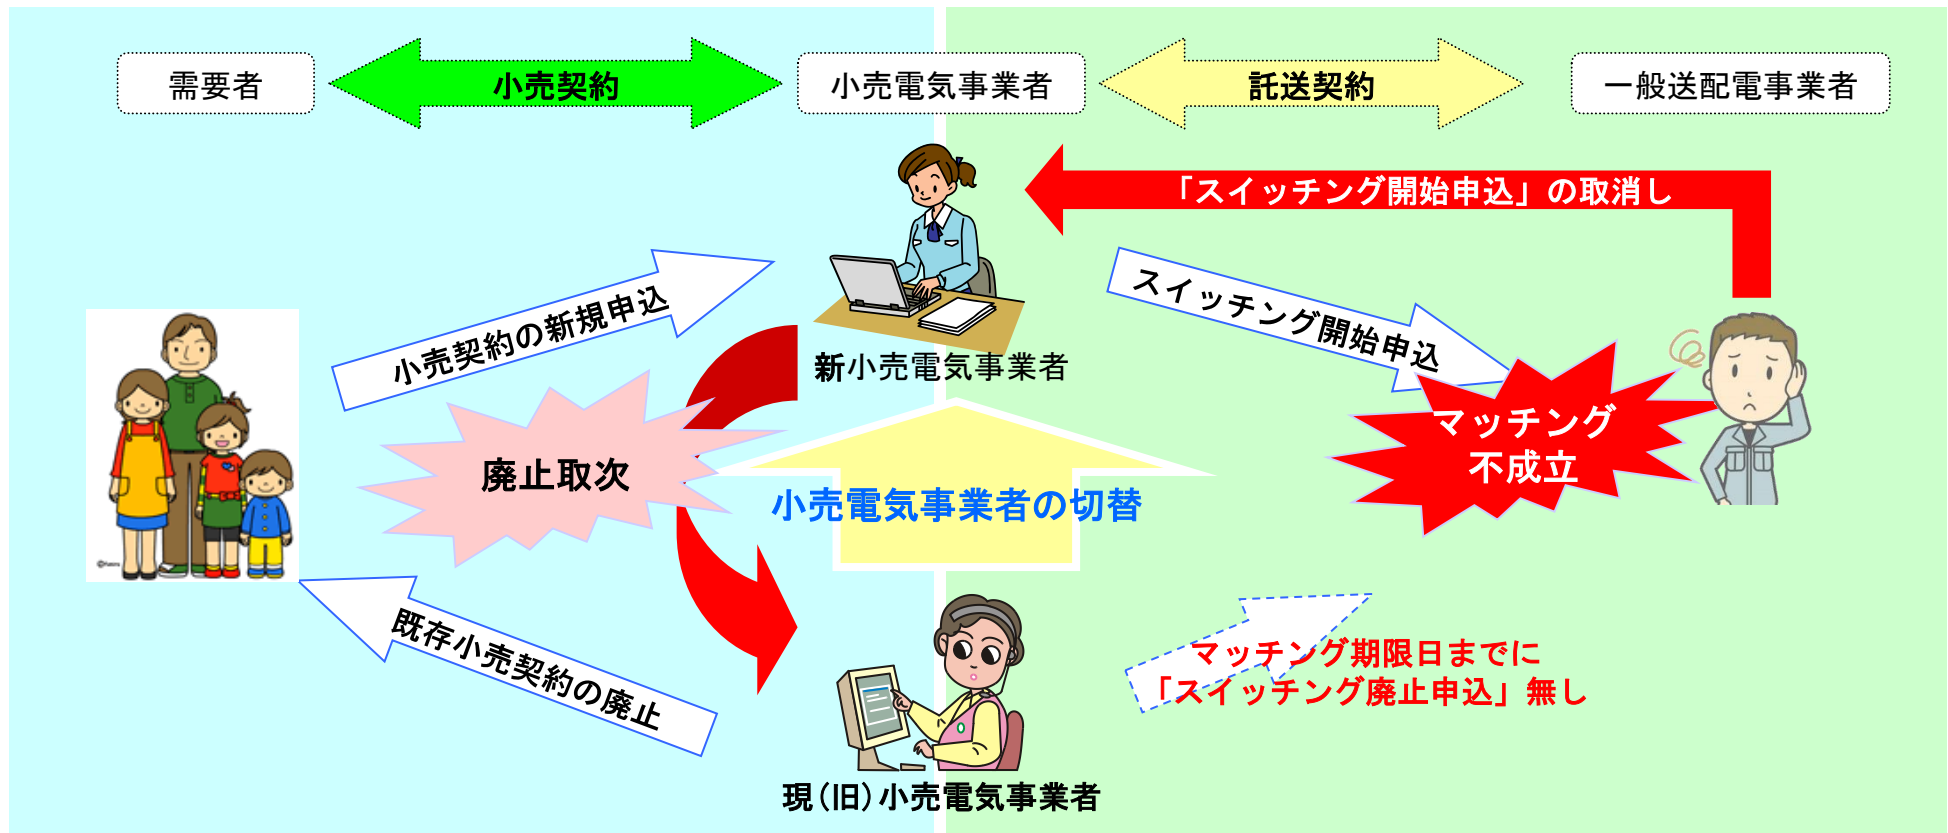 需要者
小売契約
小売電気事業者
託送契約
一般送配電事業者
「スイッチング開始申込」の取消し
小売契約の新規申込
スイッチング開始申込
新小売電気事業者
マッチング
不成立
廃止取次
小売電気事業者の切替
既存小売契約の廃止
マッチング期限日までに
「スイッチング廃止申込」無し
現(旧)小売電気事業者